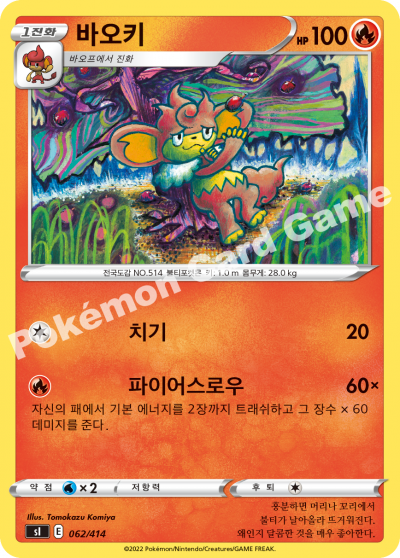 1진화 바오키 HP 100
바오프에서 진화
전국도감 NO.514 불티포켓몬 키: 1.0 m 몸무게: 28.0 kg
Pokémon Card Game
치기 20
파이어스로우 60×
자신의 패에서 기본 에너지를 2장까지 트래쉬하고 그 장수 × 60
데미지를 준다.
약점 × 2 저항력 후퇴
Illus. Tomokazu Komiya
sI E 062/414
흥분하면 머리나 꼬리에서
불티가 날아올라 뜨거워진다.
왠인지 달콤한 것을 매우 좋아한다.
©2022 Pokémon/Nintendo/Creatures/GAME FREAK.